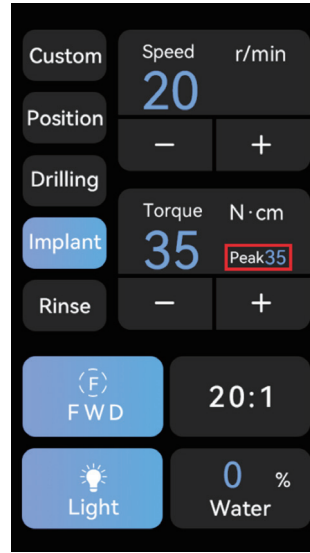 Custom
Position
Drilling
Implant
Rinse
Speed r/min
20
− +
Torque N·cm
35 Peak35
− +
(F)
FWD
20:1
Light
0 %
Water